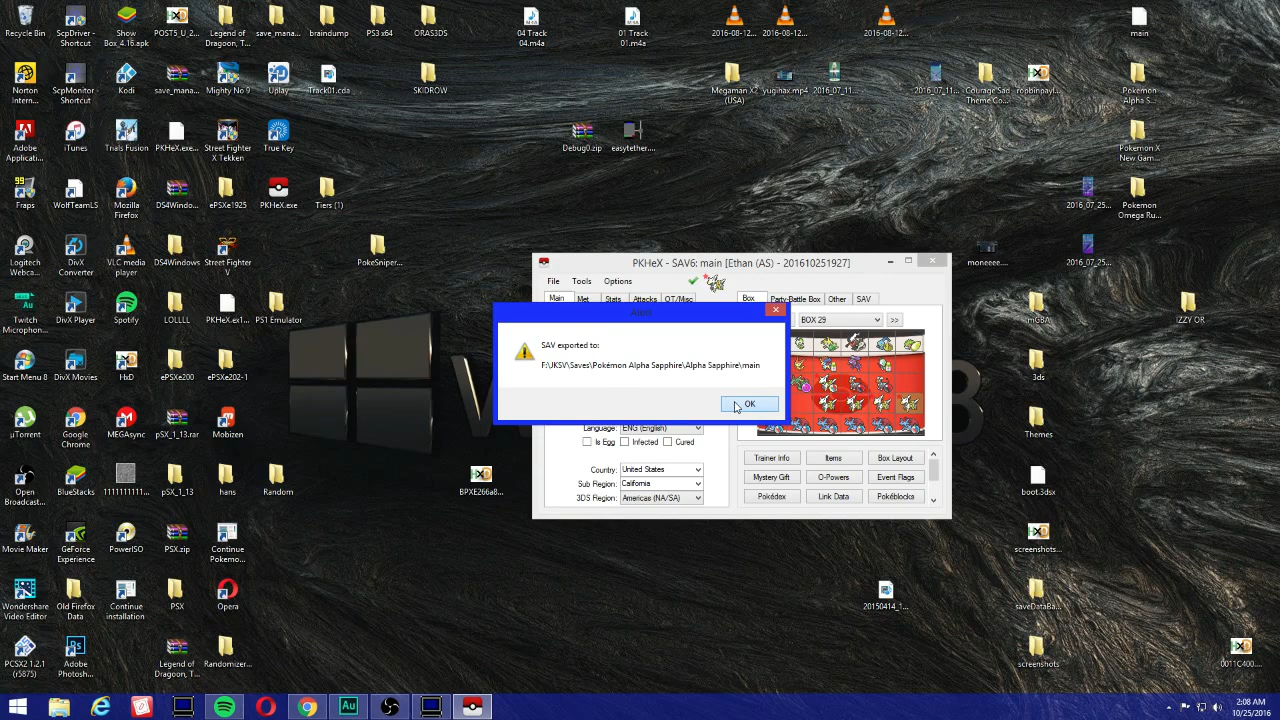 Recycle Bin
ScpDriver - Shortcut
Show Box_4.16.apk
POST5_U_2...
Legend of Dragoon, T...
save_mana...
braindump
PS3 x64
ORAS3DS
04 Track 04.m4a
01 Track 01.m4a
2016-08-12...
2016-08-12...
2016-08-12...
main
Norton Intern...
ScpMonitor - Shortcut
Kodi
save_mana...
Mighty No 9
Uplay
Track01.cda
SKIDROW
Megaman X2 (USA)
yuginax.mp4
2016_07_11...
2016_07_11...
Courage Sad Theme Co...
ropbinpayl...
Pokemon Alpha S...
Adobe Applicati...
iTunes
Trials Fusion
PKHeX.exe...
Street Fighter X Tekken
True Key
Debug0.zip
easytether....
Pokemon X New Gam...
99
Fraps
WolfTeamLS
Mozilla Firefox
DS4Windo...
ePSXe1925
PKHeX.exe
Tiers (1)
2016_07_25...
Pokemon Omega Ru...
Logitech Webca...
DivX Converter
VLC media player
DS4Windows
Street Fighter V
PokeSniper...
moneeee....
2016_07_25...
Twitch Microphon...
DivX Player
Spotify
LOLLLL
PKHeX.ex1...
PS1 Emulator
mGBA
IZZY OR
Start Menu 8
DivX Movies
HxD
ePSXe200
ePSXe202-1
3ds
µTorrent
Google Chrome
MEGAsync
pSX_1_13.rar
Mobizen
Themes
Open Broadcast...
BlueStacks
1111111111...
pSX_1_13
hans
Random
BPXE266a8...
boot.3dsx
Movie Maker
GeForce Experience
PowerISO
PSX.zip
Continue Pokemo...
screenshots...
Wondershare Video Editor
Old Firefox Data
Continue installation
PSX
Opera
20150414_1...
saveDataBa...
PCSX2 1.2.1 (r5875)
Adobe Photosh...
Legend of Dragoon, T...
Randomizer...
screenshots
0011C400....
PKHeX - SAV6: main [Ethan (AS) - 201610251927]
File Tools Options
Main Met Stats Attacks OT/Misc
Box Party-Battle Box Other SAV
BOX 29 >>
Alert
SAV exported to:
F:\JKSV\Saves\Pokémon Alpha Sapphire\Alpha Sapphire\main
OK
Language: ENG (English)
Is Egg Infected Cured
Country: United States
Sub Region: California
3DS Region: Americas (NA/SA)
Trainer Info Items Box Layout
Mystery Gift O-Powers Event Flags
Pokédex Link Data Pokéblocks
2:08 AM
10/25/2016